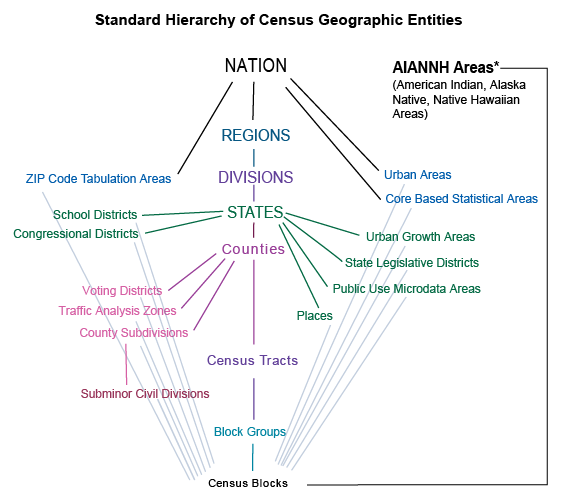 Standard Hierarchy of Census Geographic Entities
NATION
AIANNH Areas*
(American Indian, Alaska
Native, Native Hawaiian
Areas)
REGIONS
ZIP Code Tabulation Areas
DIVISIONS
Urban Areas
Core Based Statistical Areas
School Districts
STATES
Congressional Districts
Urban Growth Areas
Counties
State Legislative Districts
Voting Districts
Public Use Microdata Areas
Traffic Analysis Zones
Places
County Subdivisions
Census Tracts
Subminor Civil Divisions
Block Groups
Census Blocks